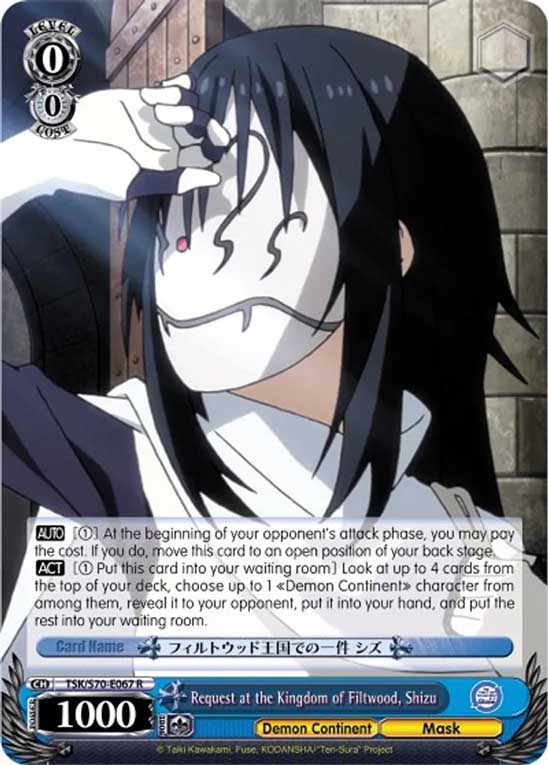 LEVEL
0
0
COST
AUTO [①] At the beginning of your opponent's attack phase, you may pay
the cost. If you do, move this card to an open position of your back stage.
ACT [① Put this card into your waiting room] Look at up to 4 cards from
the top of your deck, choose up to 1 «Demon Continent» character from
among them, reveal it to your opponent, put it into your hand, and put the
rest into your waiting room.
Card Name フィルトウッド王国での一件 シズ
CH TSK/S70-E067 R
Request at the Kingdom of Filtwood, Shizu
POWER 1000 SOUL Demon Continent Mask
© Taiki Kawakami, Fuse, KODANSHA/"Ten-Sura" Project